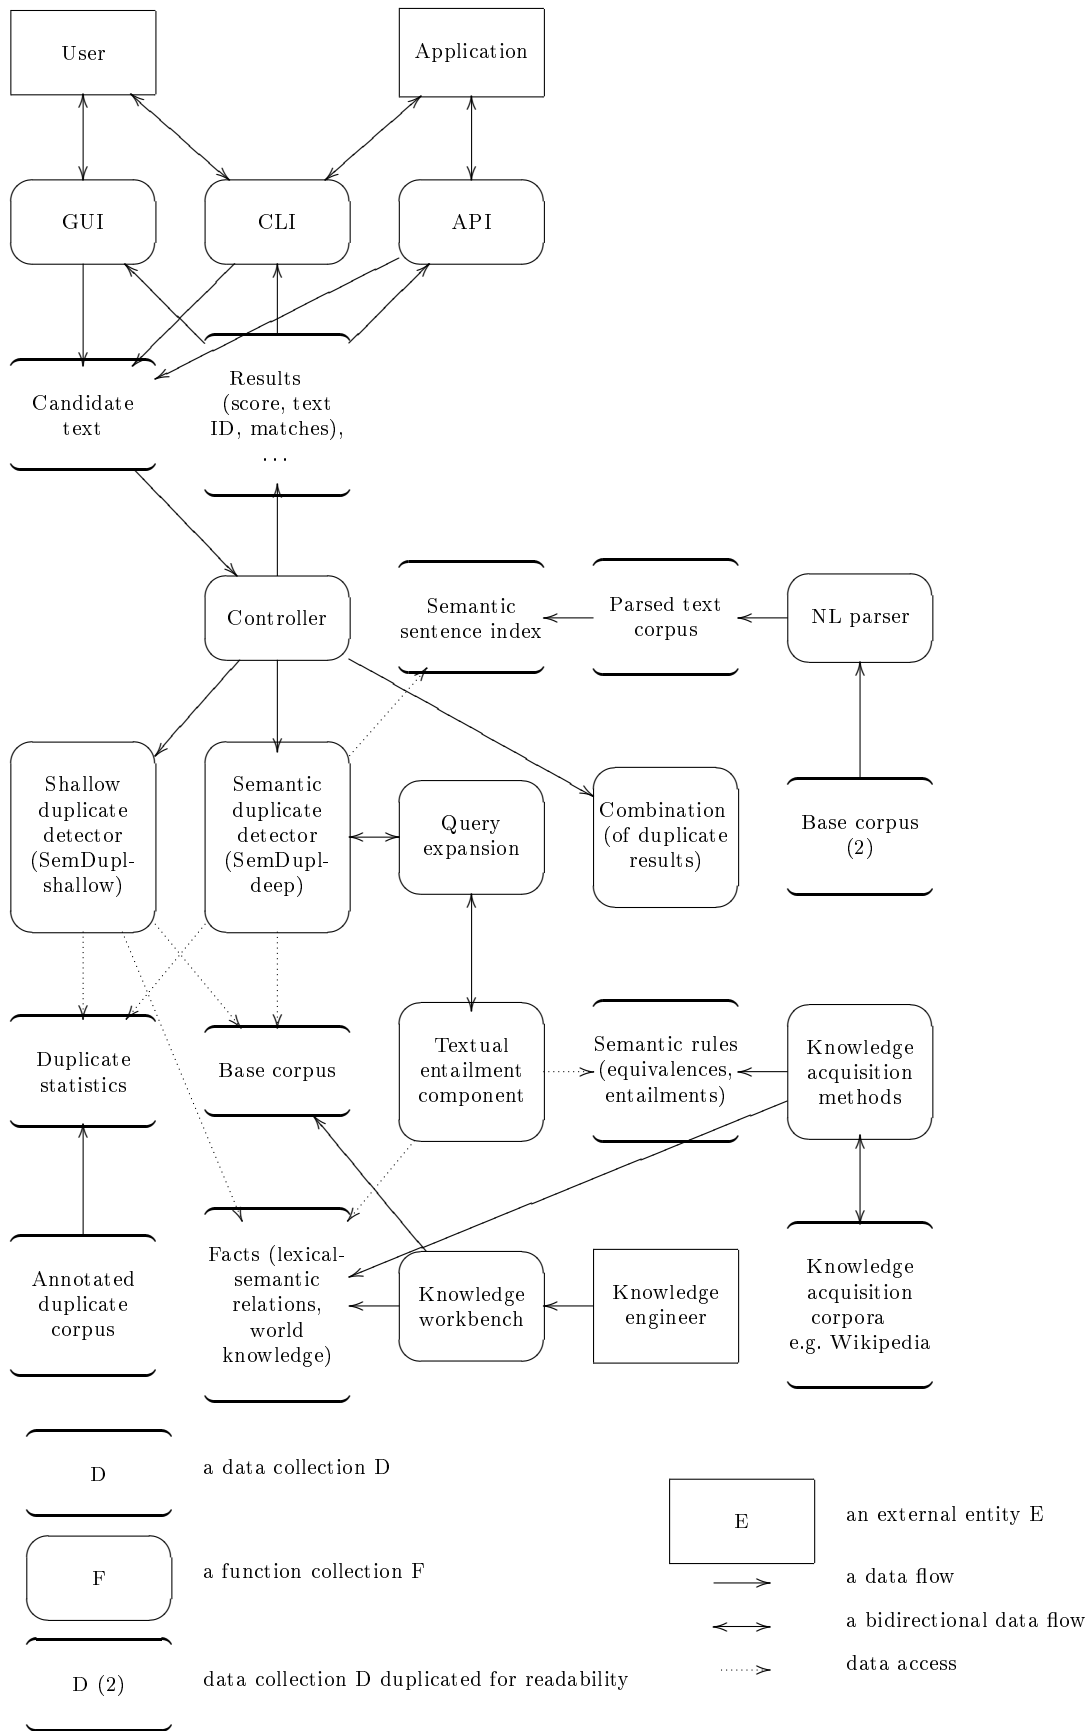 User
Application
GUI
CLI
API
Candidate
text
Results
(score, text
ID, matches),
...
Controller
Semantic
sentence index
Parsed text
corpus
NL parser
Shallow
duplicate
detector
(SemDupl-
shallow)
Semantic
duplicate
detector
(SemDupl-
deep)
Query
expansion
Combination
(of duplicate
results)
Base corpus
(2)
Duplicate
statistics
Base corpus
Textual
entailment
component
Semantic rules
(equivalences,
entailments)
Knowledge
acquisition
methods
Annotated
duplicate
corpus
Facts (lexical-
semantic
relations,
world
knowledge)
Knowledge
workbench
Knowledge
engineer
Knowledge
acquisition
corpora
e.g. Wikipedia
D
a data collection D
F
a function collection F
D (2)
data collection D duplicated for readability
E
an external entity E
a data flow
a bidirectional data flow
data access